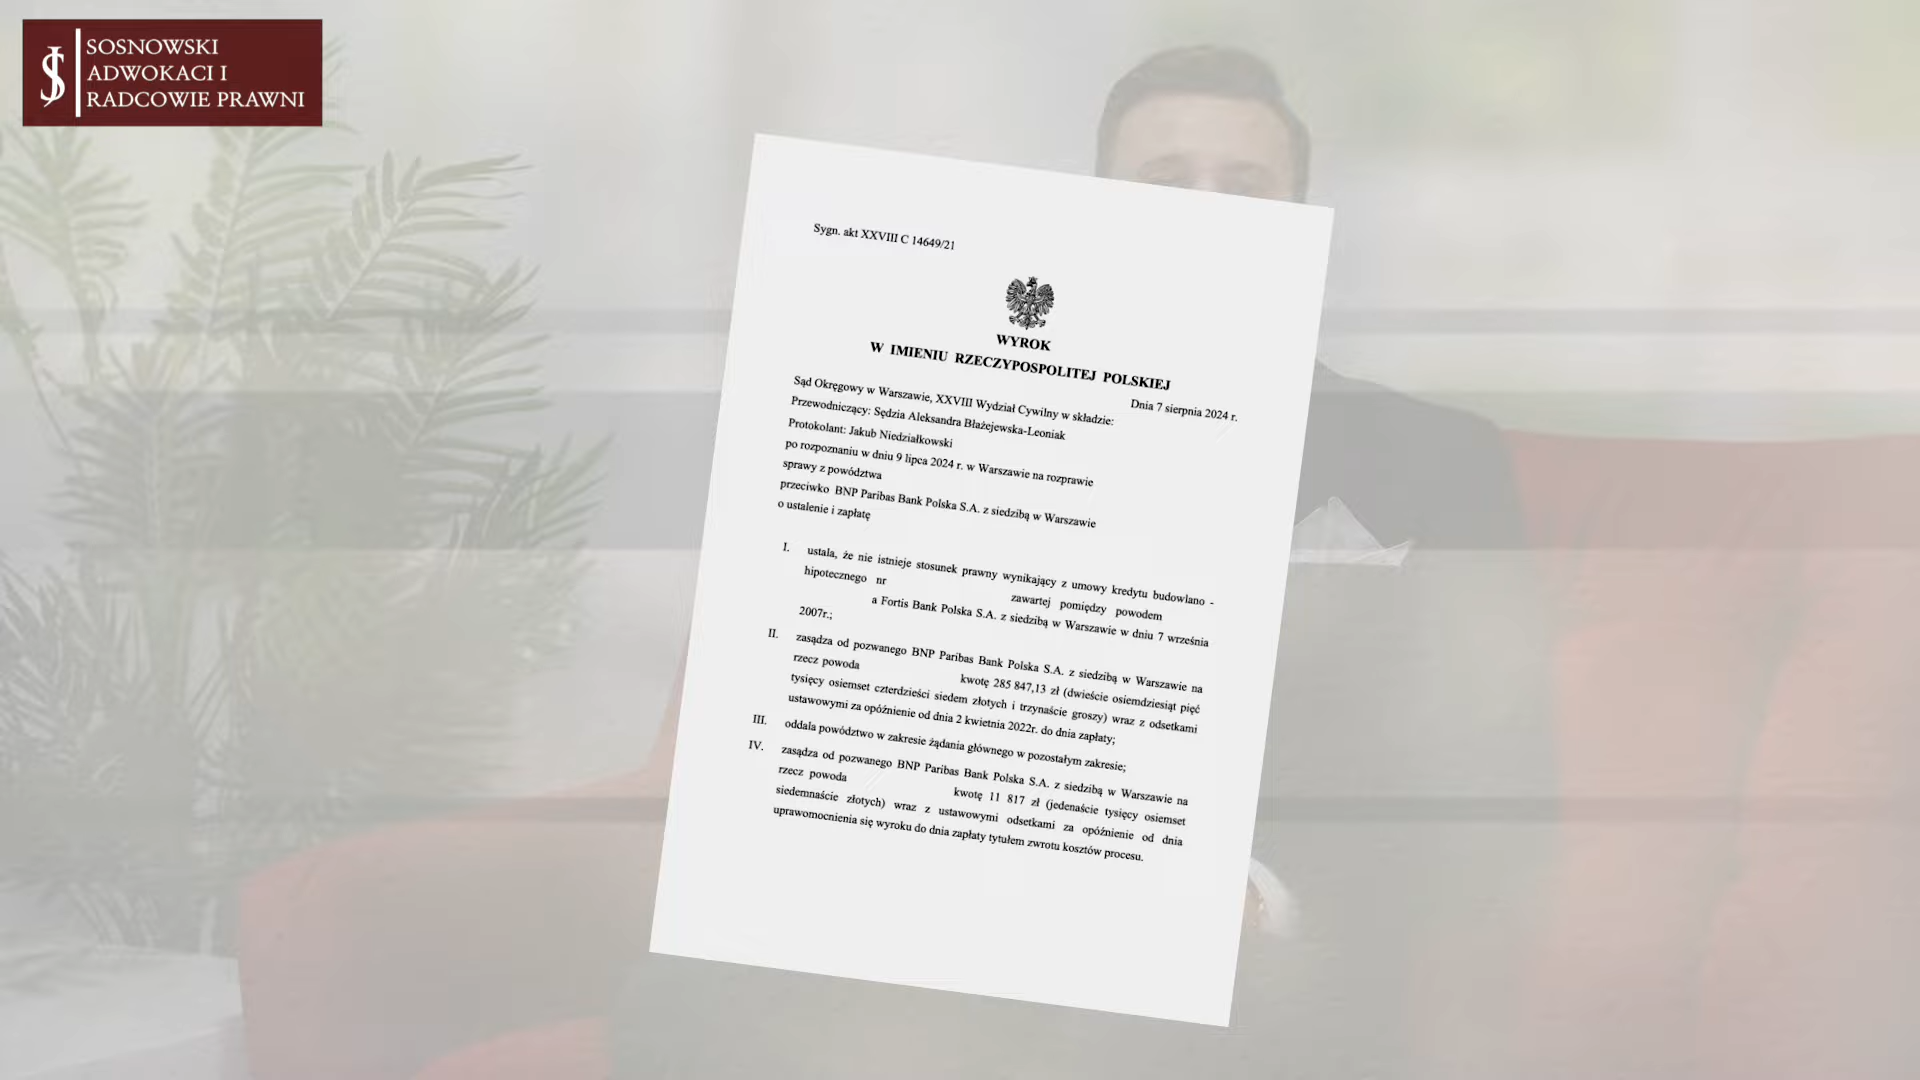 SOSNOWSKI
ADWOKACI I
RADCOWIE PRAWNI
Sygn. akt XXVIII C 14649/21
WYROK
W IMIENIU RZECZYPOSPOLITEJ POLSKIEJ
Dnia 7 sierpnia 2024 r.
Sąd Okręgowy w Warszawie, XXVIII Wydział Cywilny w składzie:
Przewodniczący: Sędzia Aleksandra Błażejewska-Leoniak
Protokolant: Jakub Niedziałkowski
po rozpoznaniu w dniu 9 lipca 2024 r. w Warszawie na rozprawie
sprawy z powództwa
przeciwko BNP Paribas Bank Polska S.A. z siedzibą w Warszawie
o ustalenie i zapłatę
I. ustala, że nie istnieje stosunek prawny wynikający z umowy kredytu budowlano -
hipotecznego nr
zawartej pomiędzy powodem
a Fortis Bank Polska S.A. z siedzibą w Warszawie w dniu 7 września
2007r.;
II. zasądza od pozwanego BNP Paribas Bank Polska S.A. z siedzibą w Warszawie na
rzecz powoda
kwotę 285 847,13 zł (dwieście osiemdziesiąt pięć
tysięcy osiemset czterdzieści siedem złotych i trzynaście groszy) wraz z odsetkami
ustawowymi za opóźnienie od dnia 2 kwietnia 2022r. do dnia zapłaty;
III. oddala powództwo w zakresie żądania głównego w pozostałym zakresie;
IV. zasądza od pozwanego BNP Paribas Bank Polska S.A. z siedzibą w Warszawie na
rzecz powoda
kwotę 11 817 zł (jedenaście tysięcy osiemset
siedemnaście złotych) wraz z ustawowymi odsetkami za opóźnienie od dnia
uprawomocnienia się wyroku do dnia zapłaty tytułem zwrotu kosztów procesu.